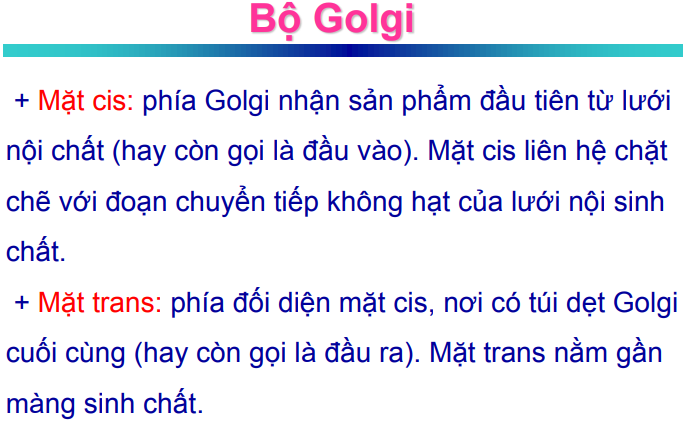 Bộ Golgi
+ Mặt cis: phía Golgi nhận sản phẩm đầu tiên từ lưới
nội chất (hay còn gọi là đầu vào). Mặt cis liên hệ chặt
chẽ với đoạn chuyển tiếp không hạt của lưới nội sinh
chất.
+ Mặt trans: phía đối diện mặt cis, nơi có túi dẹt Golgi
cuối cùng (hay còn gọi là đầu ra). Mặt trans nằm gần
màng sinh chất.